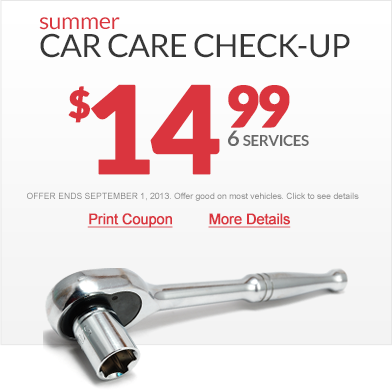 summer
CAR CARE CHECK-UP
$14 99
6 SERVICES
OFFER ENDS SEPTEMBER 1, 2013. Offer good on most vehicles. Click to see details
Print Coupon More Details